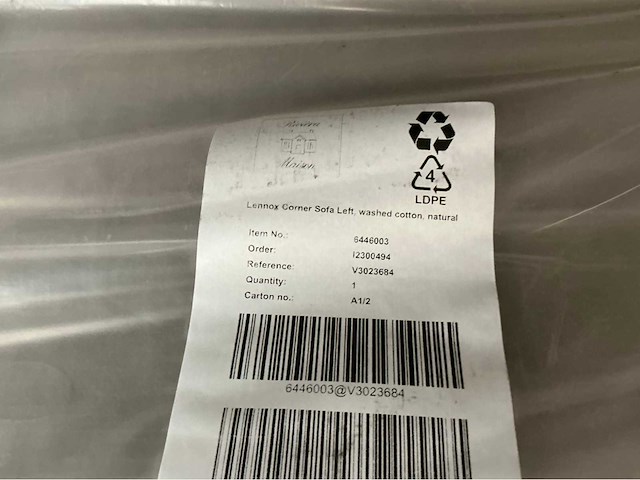 Rivièra
Maison
4
LDPE
Lennox Corner Sofa Left, washed cotton, natural
Item No.: 6446003
Order: I2300494
Reference: V3023684
Quantity: 1
Carton no.: A1/2
6446003@V3023684